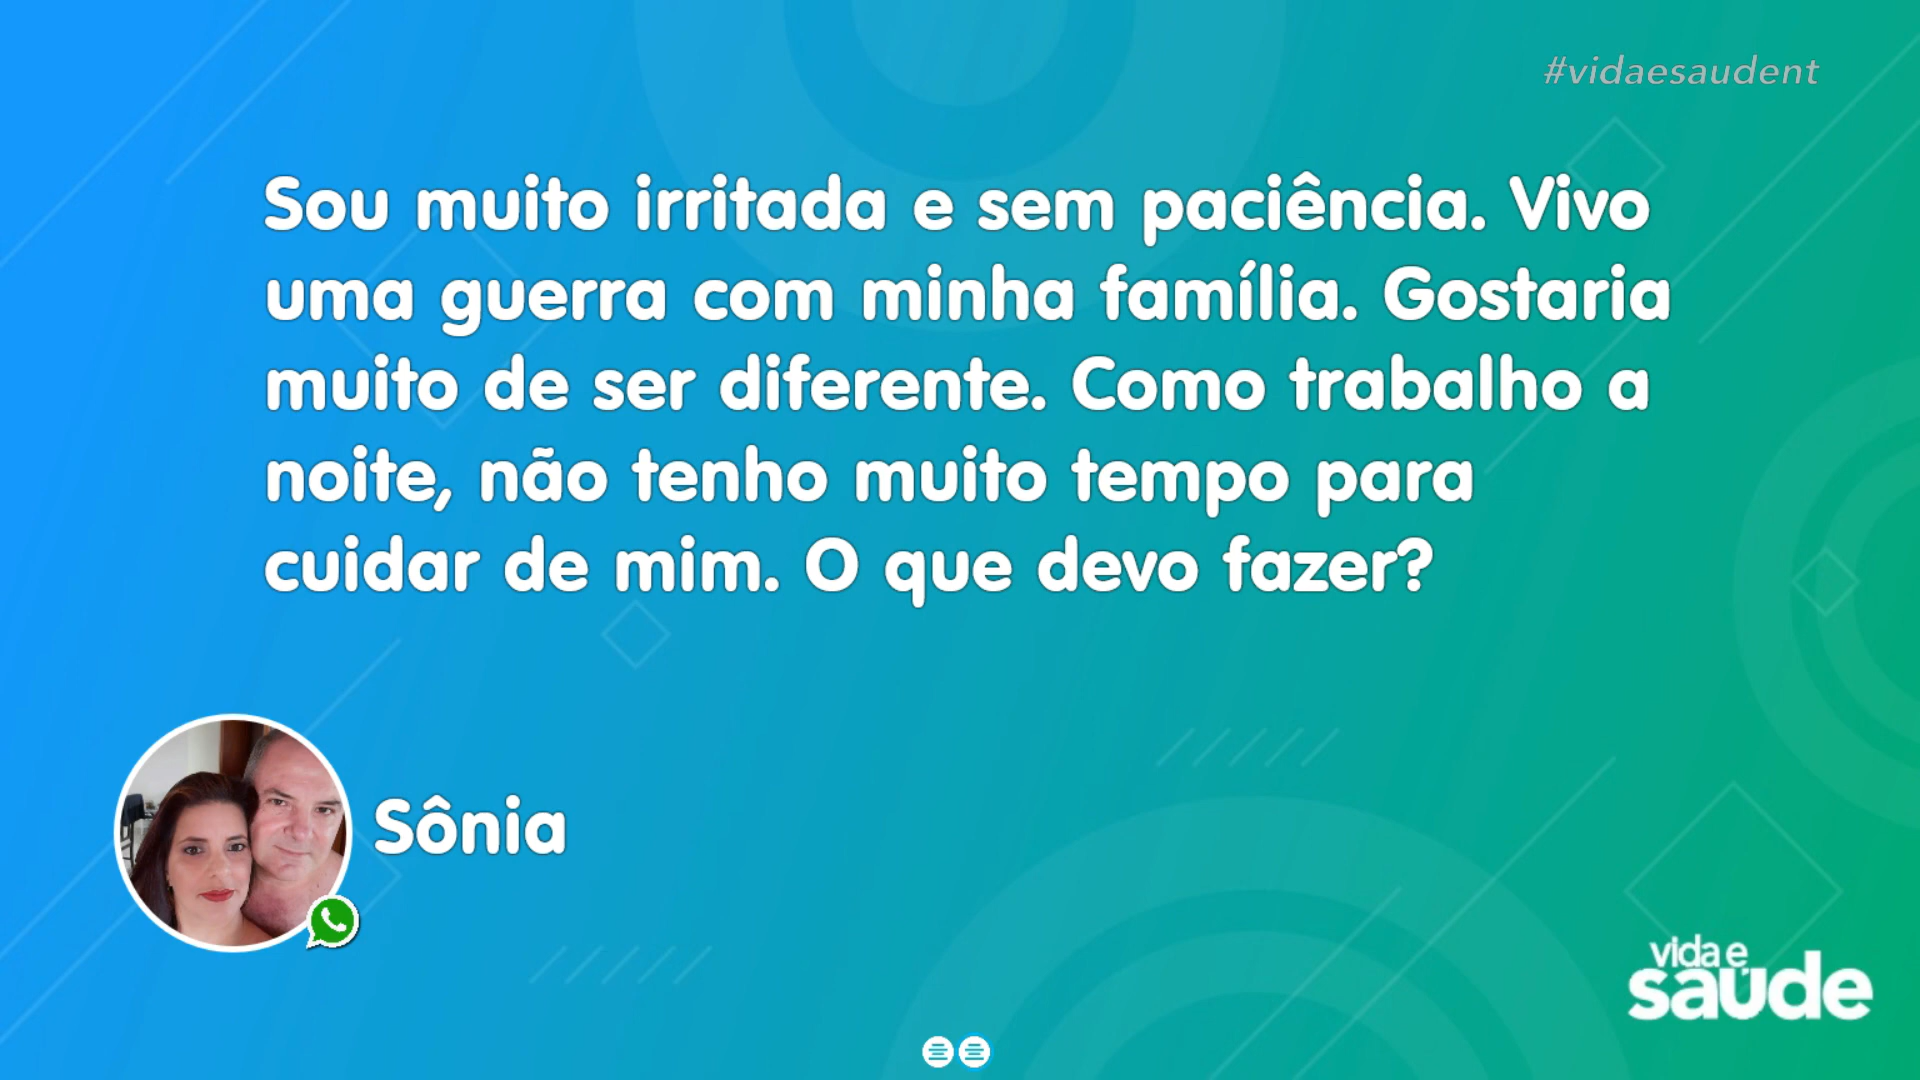 #vidaesaudent
Sou muito irritada e sem paciência. Vivo
uma guerra com minha família. Gostaria
muito de ser diferente. Como trabalho a
noite, não tenho muito tempo para
cuidar de mim. O que devo fazer?
Sônia
vida e
saúde